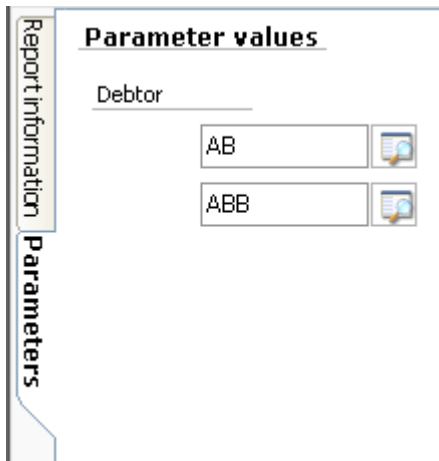 Report information
Parameters
Parameter values
Debtor
AB
ABB